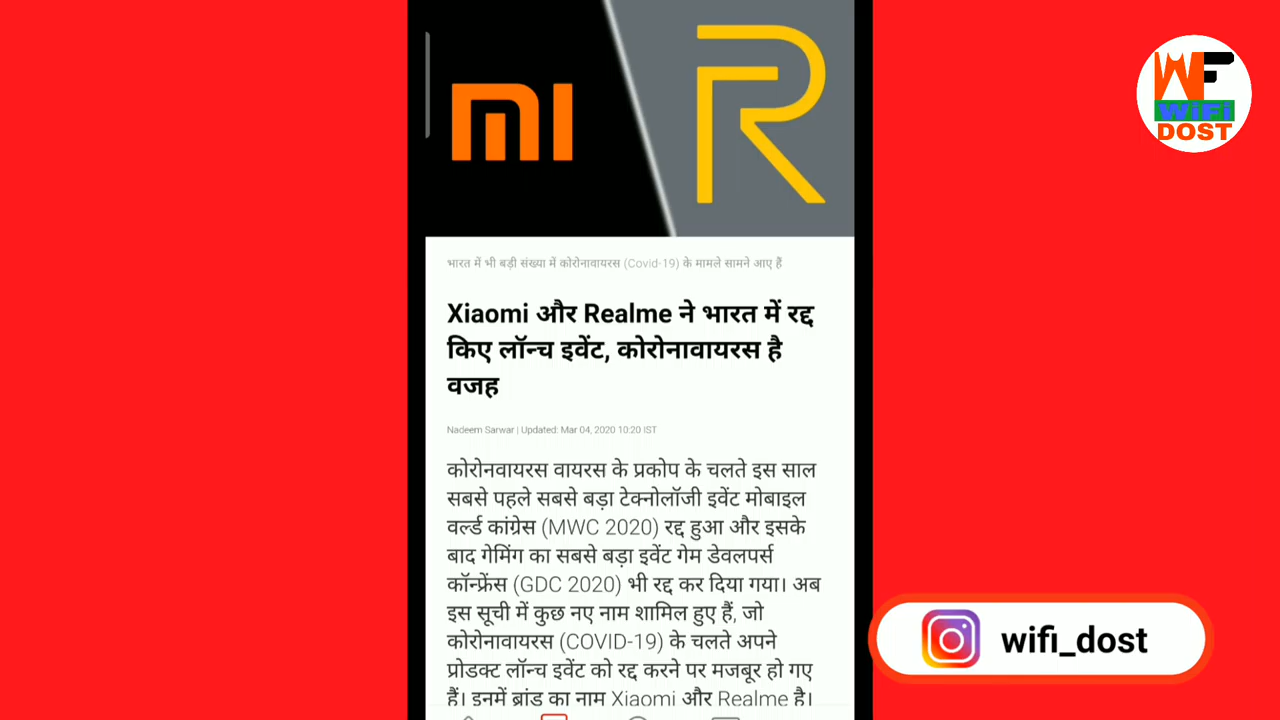 mi
R
WF
WiFi
DOST
भारत में भी बड़ी संख्या में कोरोनावायरस (Covid-19) के मामले सामने आए हैं
Xiaomi और Realme ने भारत में रद्द
किए लॉन्च इवेंट, कोरोनावायरस है
वजह
Nadeem Sarwar | Updated: Mar 04, 2020 10:20 IST
कोरोनवायरस वायरस के प्रकोप के चलते इस साल
सबसे पहले सबसे बड़ा टेक्नोलॉजी इवेंट मोबाइल
वर्ल्ड कांग्रेस (MWC 2020) रद्द हुआ और इसके
बाद गेमिंग का सबसे बड़ा इवेंट गेम डेवलपर्स
कॉन्फ्रेंस (GDC 2020) भी रद्द कर दिया गया। अब
इस सूची में कुछ नए नाम शामिल हुए हैं, जो
कोरोनावायरस (COVID-19) के चलते अपने
प्रोडक्ट लॉन्च इवेंट को रद्द करने पर मजबूर हो गए
हैं। इनमें ब्रांड का नाम Xiaomi और Realme है।
wifi_dost